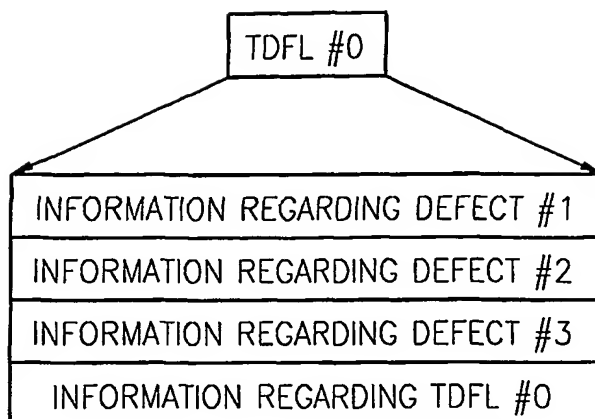 TDFL #0
INFORMATION REGARDING DEFECT #1
INFORMATION REGARDING DEFECT #2
INFORMATION REGARDING DEFECT #3
INFORMATION REGARDING TDFL #0